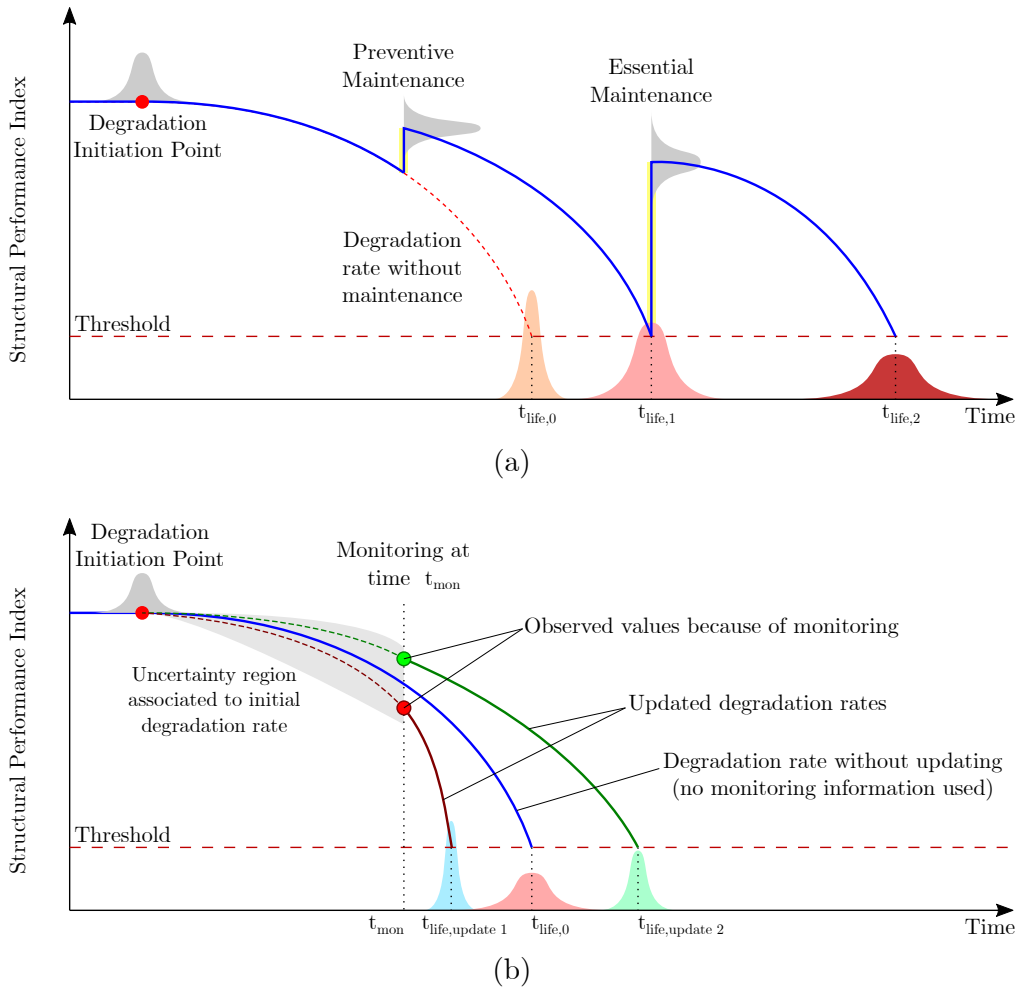 Structural Performance Index
Preventive
Maintenance
Essential
Maintenance
Degradation
Initiation Point
Degradation
rate without
maintenance
Threshold
t_life,0
t_life,1
t_life,2
Time
(a)
Structural Performance Index
Degradation
Initiation Point
Monitoring at
time t_mon
Observed values because of monitoring
Uncertainty region
associated to initial
degradation rate
Updated degradation rates
Degradation rate without updating
(no monitoring information used)
Threshold
t_mon
t_life,update 1
t_life,0
t_life,update 2
Time
(b)